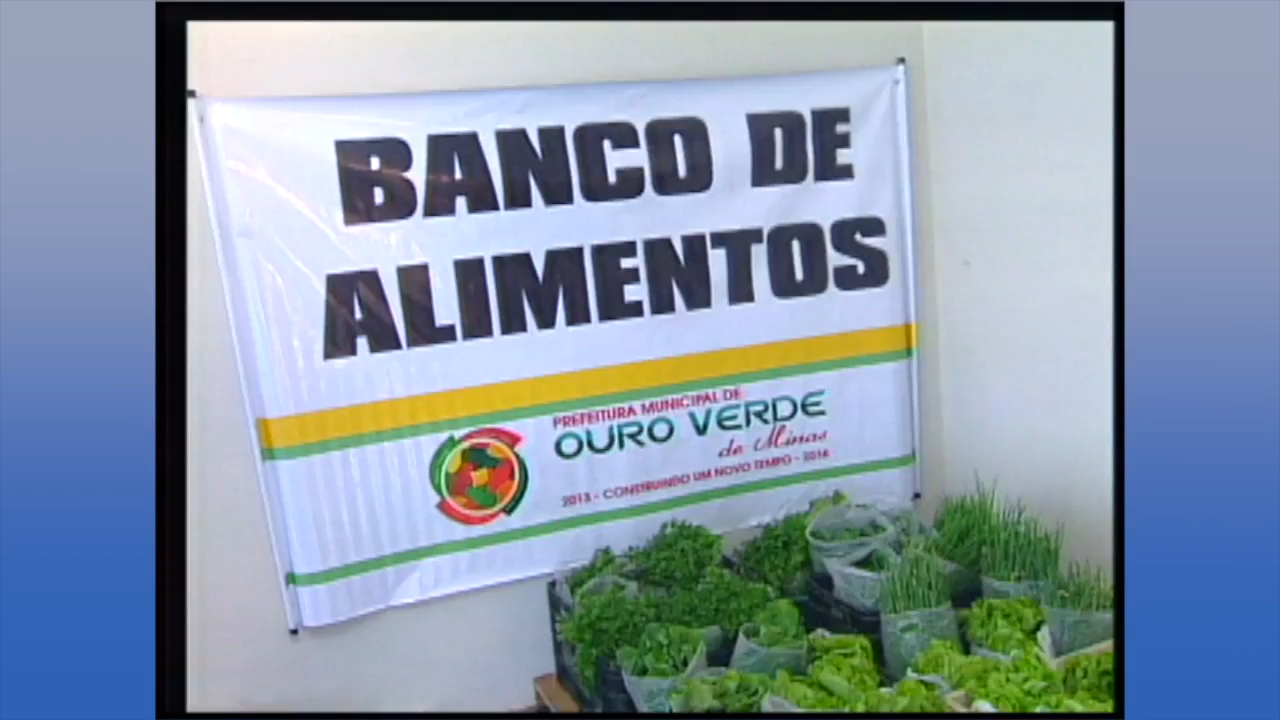 BANCO DE
ALIMENTOS
PREFEITURA MUNICIPAL DE
OURO VERDE
de Minas
2013 - CONSTRUINDO UM NOVO TEMPO - 2016